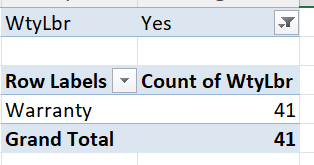 WtyLbr Yes
Row Labels Count of WtyLbr
Warranty 41
Grand Total 41